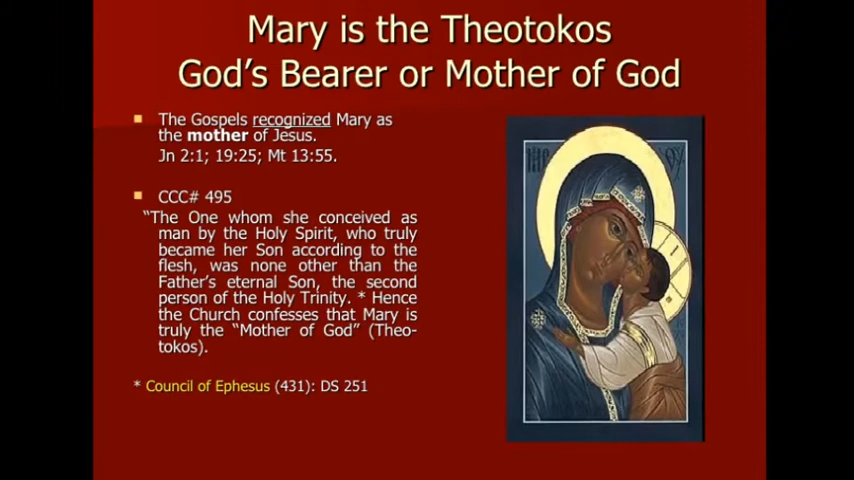 Mary is the Theotokos
God's Bearer or Mother of God
The Gospels recognized Mary as
the mother of Jesus.
Jn 2:1; 19:25; Mt 13:55.
CCC# 495
“The One whom she conceived as
man by the Holy Spirit, who truly
became her Son according to the
flesh, was none other than the
Father's eternal Son, the second
person of the Holy Trinity. * Hence
the Church confesses that Mary is
truly the “Mother of God” (Theo-
tokos).
* Council of Ephesus (431): DS 251